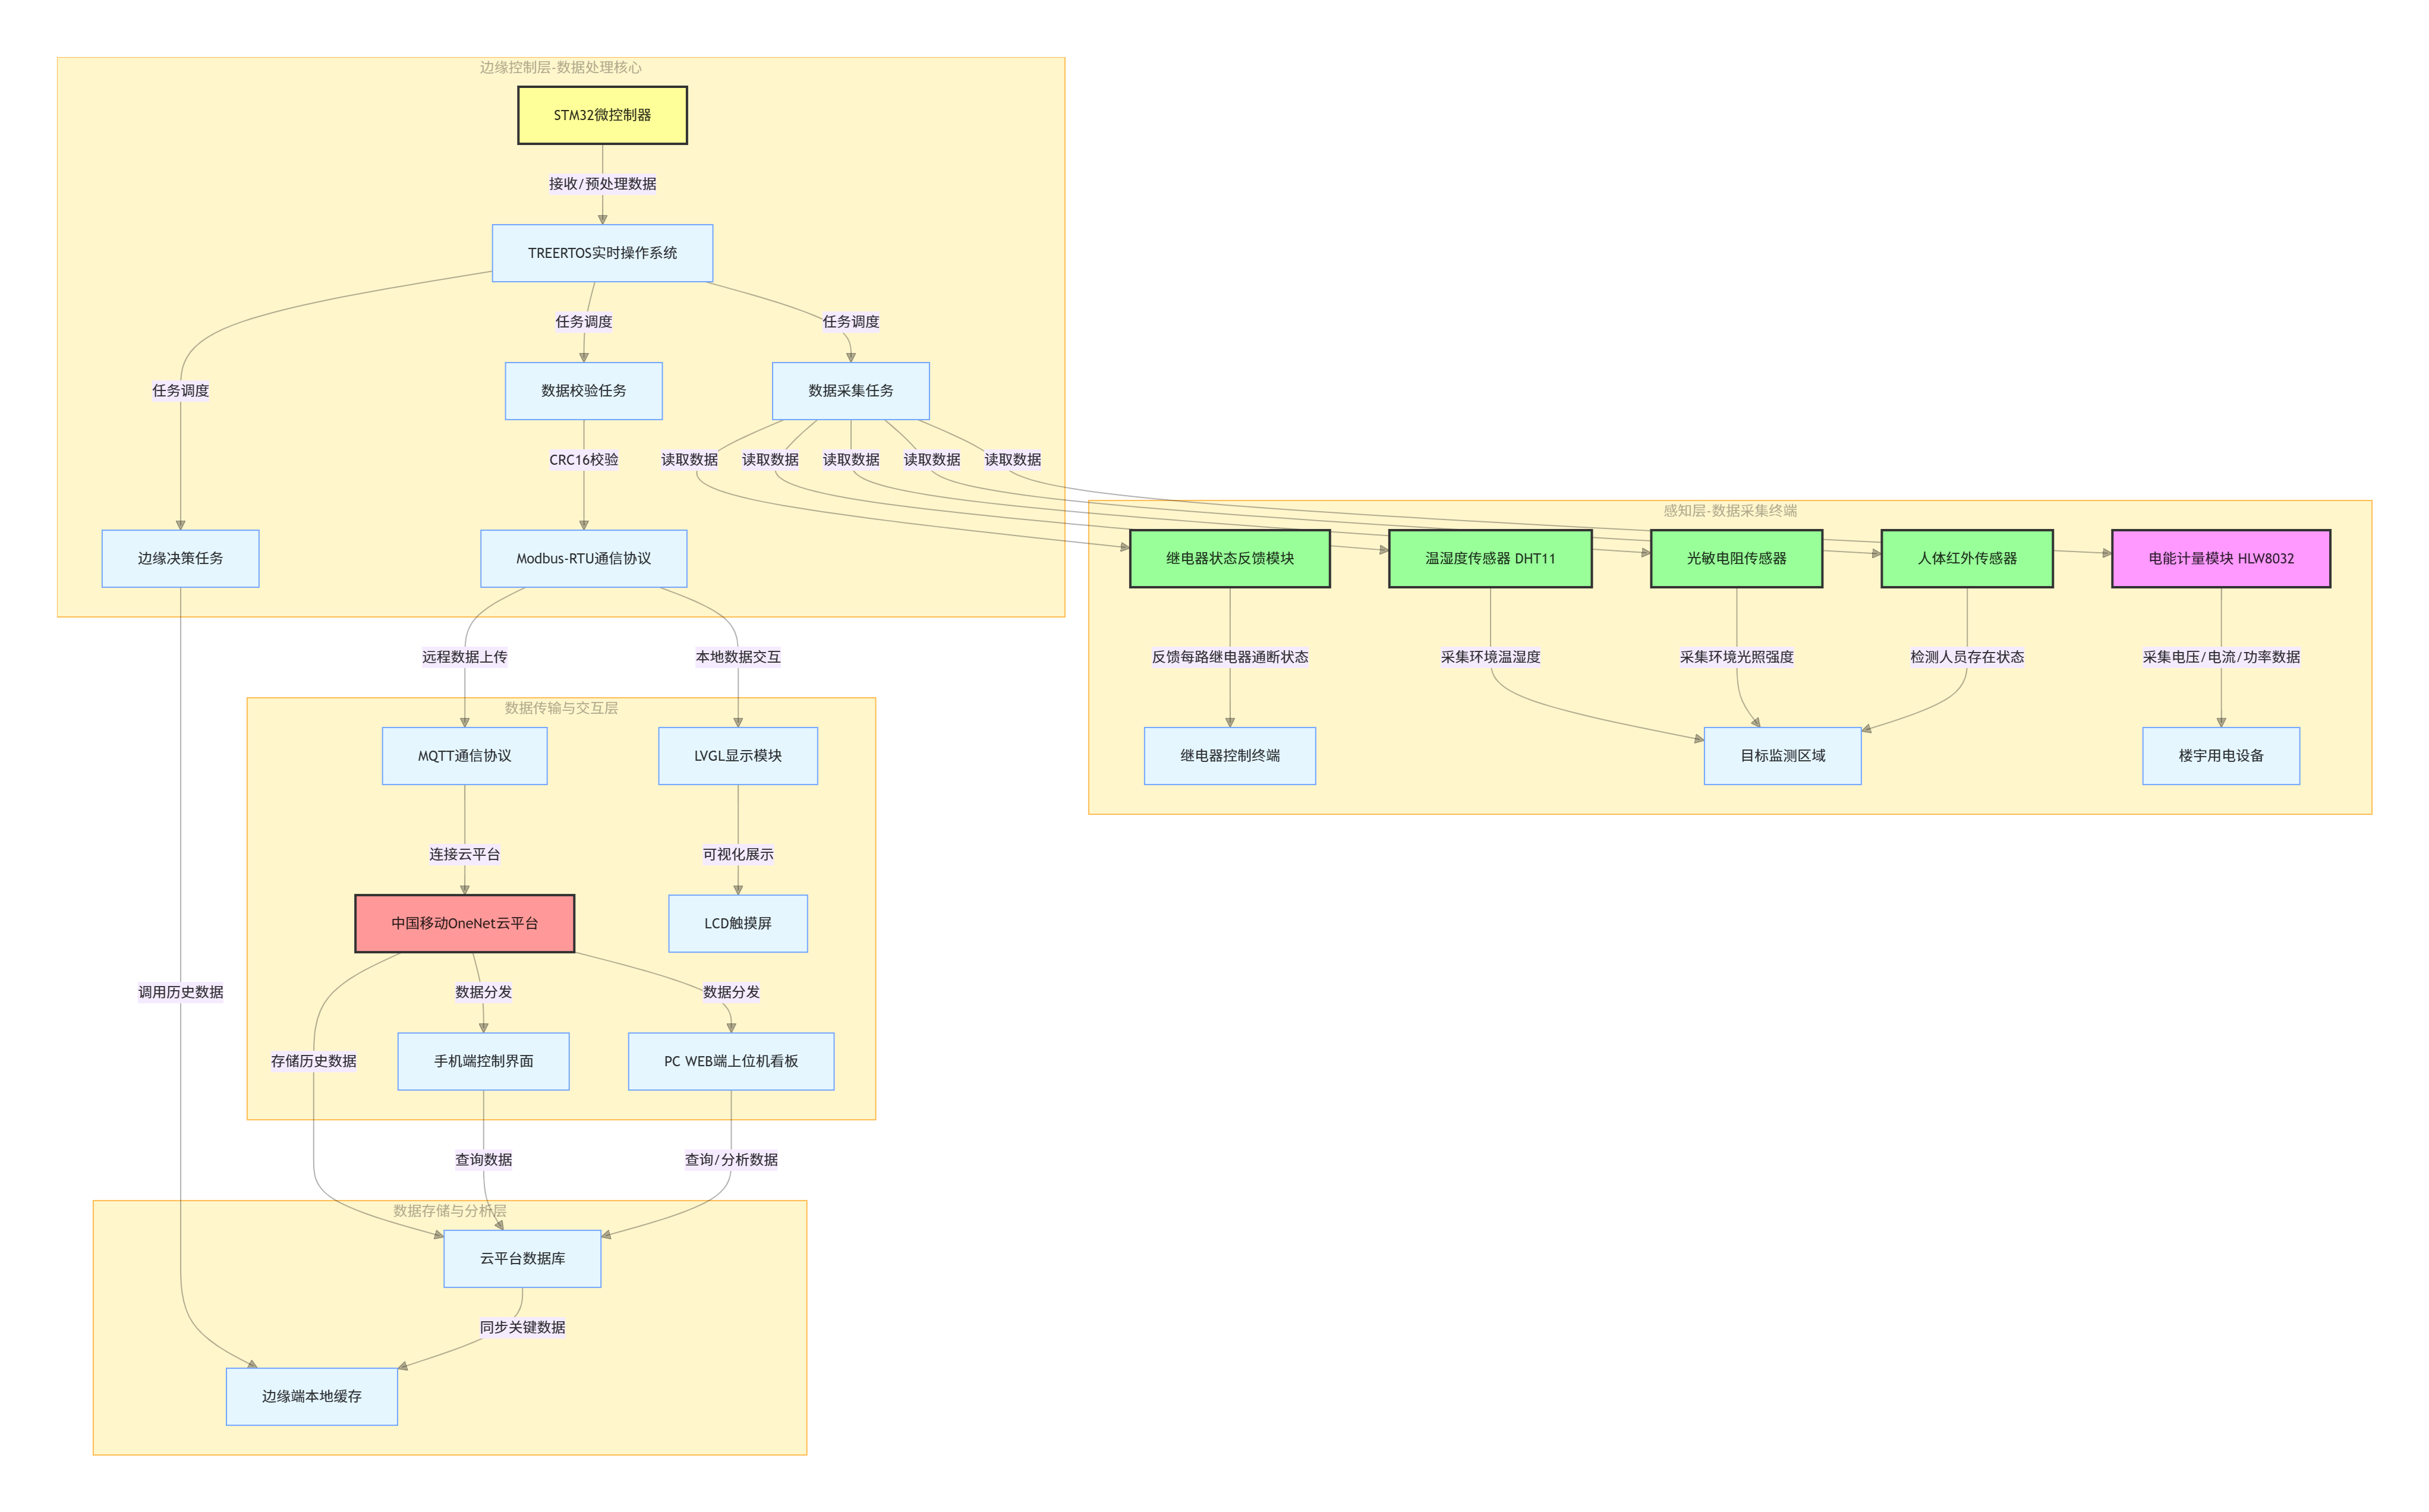 边缘控制层-数据处理核心
STM32微控制器
接收/预处理数据
TREERTOS实时操作系统
任务调度
任务调度
任务调度
数据校验任务
数据采集任务
CRC16校验
读取数据
读取数据
读取数据
读取数据
读取数据
边缘决策任务
Modbus-RTU通信协议
感知层-数据采集终端
继电器状态反馈模块
温湿度传感器 DHT11
光敏电阻传感器
人体红外传感器
电能计量模块 HLW8032
反馈每路继电器通断状态
采集环境温湿度
采集环境光照强度
检测人员存在状态
采集电压/电流/功率数据
继电器控制终端
目标监测区域
楼宇用电设备
远程数据上传
本地数据交互
数据传输与交互层
MQTT通信协议
LVGL显示模块
连接云平台
可视化展示
中国移动OneNet云平台
LCD触摸屏
调用历史数据
数据分发
数据分发
存储历史数据
手机端控制界面
PC WEB端上位机看板
查询数据
查询/分析数据
数据存储与分析层
云平台数据库
同步关键数据
边缘端本地缓存